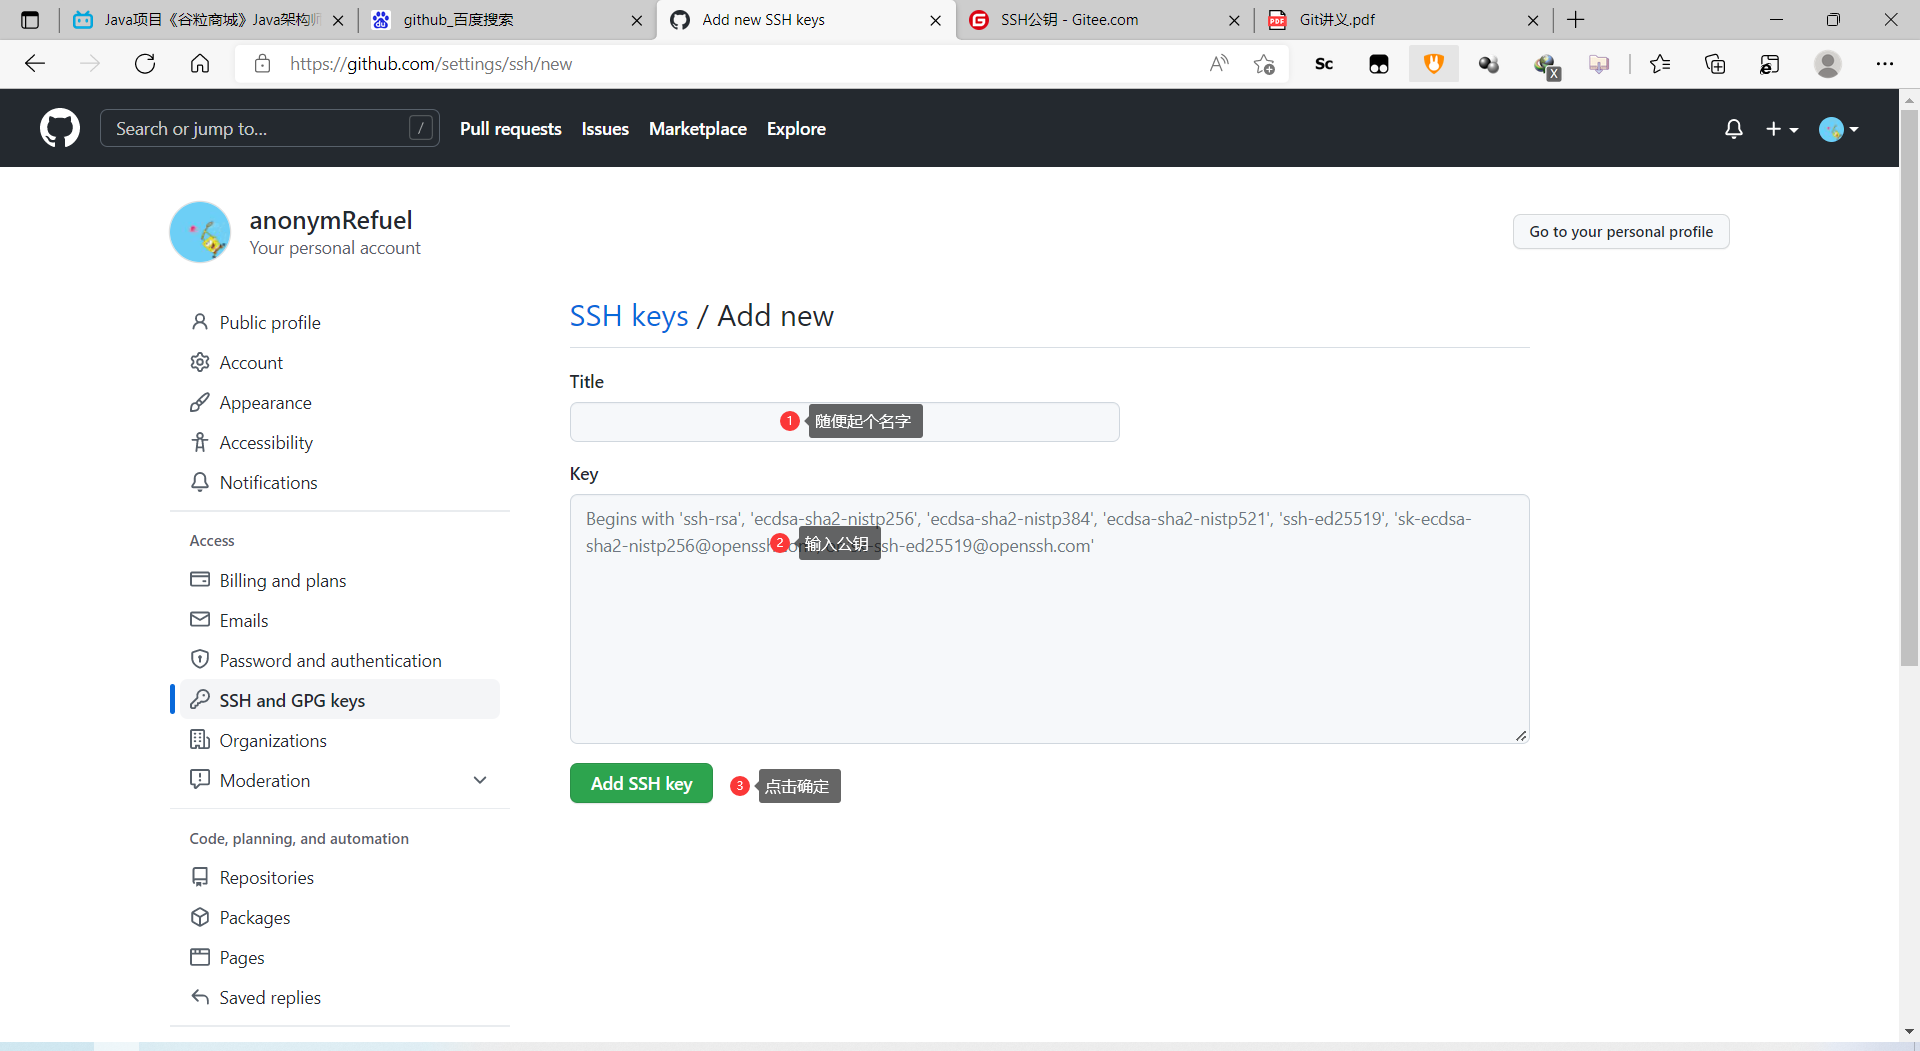 Java项目《谷粒商城》Java架构师
github_百度搜索
Add new SSH keys
SSH公钥 - Gitee.com
PDF
Git讲义.pdf
https://github.com/settings/ssh/new
Sc
X
Search or jump to...
/
Pull requests
Issues
Marketplace
Explore
anonymRefuel
Your personal account
Go to your personal profile
Public profile
Account
Appearance
Accessibility
Notifications
Access
Billing and plans
Emails
Password and authentication
SSH and GPG keys
Organizations
Moderation
Code, planning, and automation
Repositories
Packages
Pages
Saved replies
SSH keys / Add new
Title
1 随便起个名字
Key
Begins with 'ssh-rsa', 'ecdsa-sha2-nistp256', 'ecdsa-sha2-nistp384', 'ecdsa-sha2-nistp521', 'ssh-ed25519', 'sk-ecdsa-
sha2-nistp256@openssh ssh-ed25519@openssh.com'
2 输入公钥
Add SSH key
3 点击确定